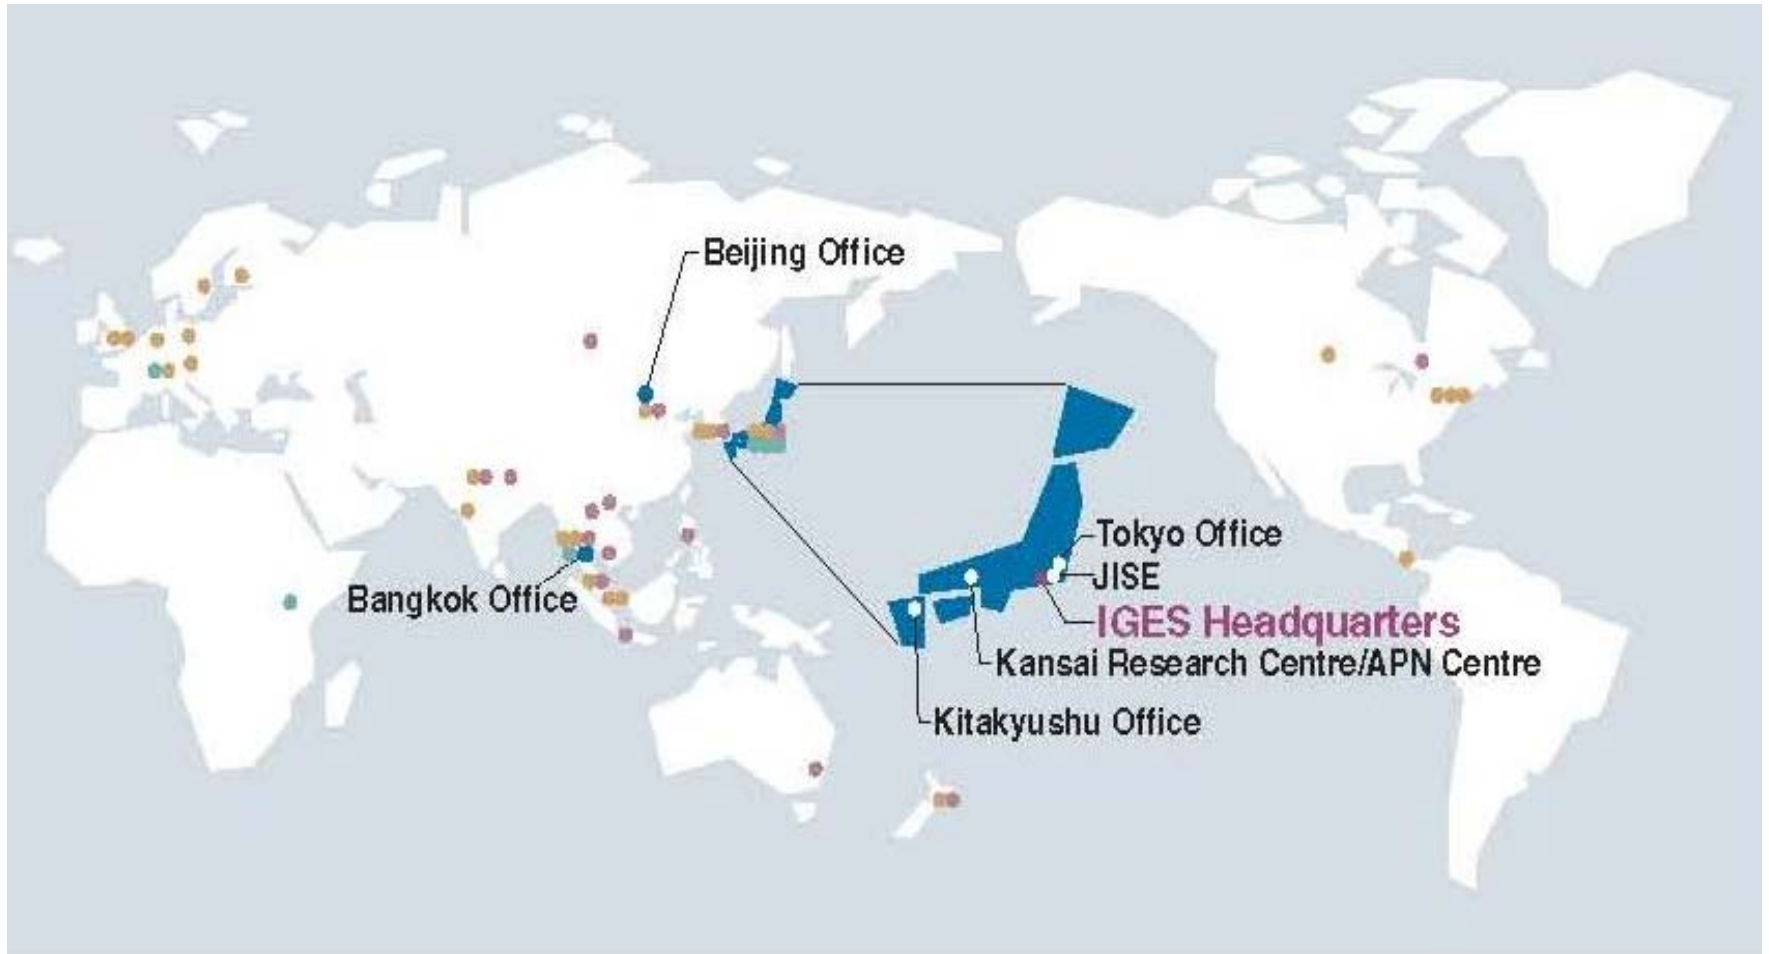 Beijing Office
Tokyo Office
JISE
Bangkok Office
IGES Headquarters
Kansai Research Centre/APN Centre
Kitakyushu Office